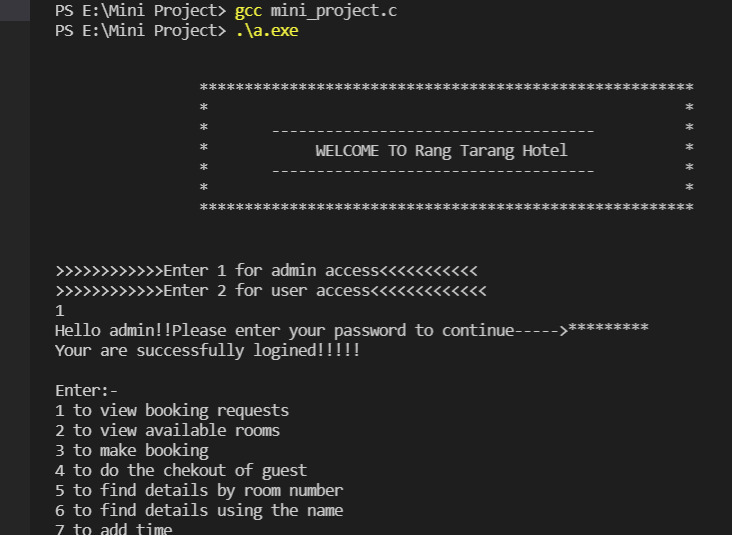 PS E:\Mini Project> gcc mini_project.c
PS E:\Mini Project> .\a.exe
*******************************************************
* *
* ------------------------------------ *
* WELCOME TO Rang Tarang Hotel *
* ------------------------------------ *
* *
*******************************************************
>>>>>>>>>>>>Enter 1 for admin access<<<<<<<<<<<
>>>>>>>>>>>>Enter 2 for user access<<<<<<<<<<<<<
1
Hello admin!!Please enter your password to continue----->*********
Your are successfully logined!!!!!
Enter:-
1 to view booking requests
2 to view available rooms
3 to make booking
4 to do the chekout of guest
5 to find details by room number
6 to find details using the name
7 to add time